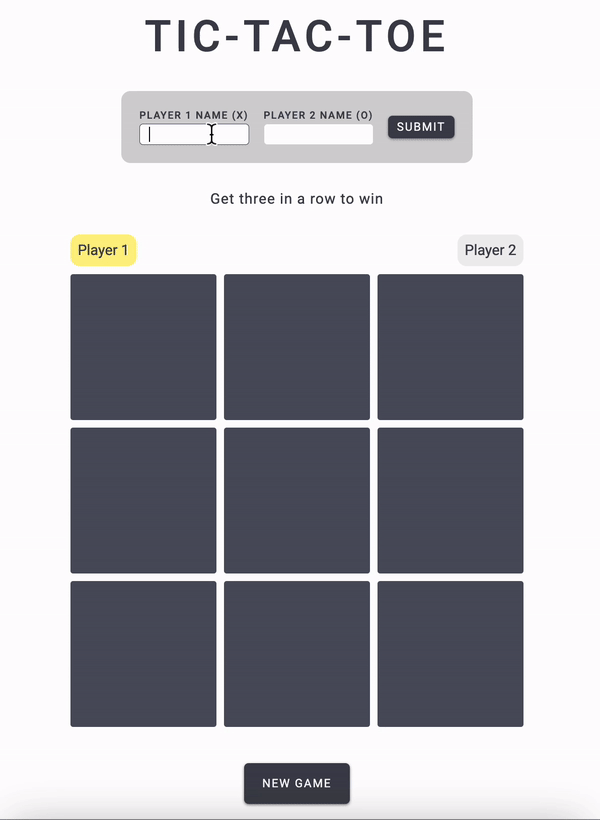 TIC-TAC-TOE
PLAYER 1 NAME (X) PLAYER 2 NAME (O)
SUBMIT
Get three in a row to win
Player 1 Player 2
NEW GAME